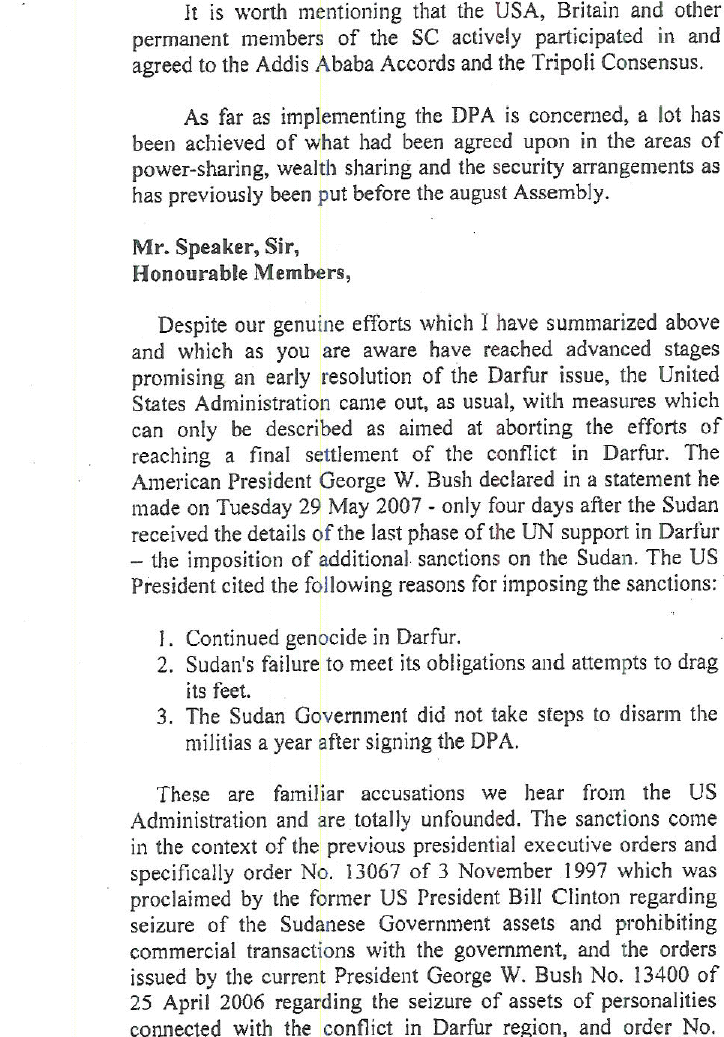 It is worth mentioning that the USA, Britain and other
permanent members of the SC actively participated in and
agreed to the Addis Ababa Accords and the Tripoli Consensus.
As far as implementing the DPA is concerned, a lot has
been achieved of what had been agreed upon in the areas of
power-sharing, wealth sharing and the security arrangements as
has previously been put before the august Assembly.
Mr. Speaker, Sir,
Honourable Members,
Despite our genuine efforts which I have summarized above
and which as you are aware have reached advanced stages
promising an early resolution of the Darfur issue, the United
States Administration came out, as usual, with measures which
can only be described as aimed at aborting the efforts of
reaching a final settlement of the conflict in Darfur. The
American President George W. Bush declared in a statement he
made on Tuesday 29 May 2007 - only four days after the Sudan
received the details of the last phase of the UN support in Darfur
– the imposition of additional sanctions on the Sudan. The US
President cited the following reasons for imposing the sanctions:
1. Continued genocide in Darfur.
2. Sudan's failure to meet its obligations and attempts to drag
its feet.
3. The Sudan Government did not take steps to disarm the
militias a year after signing the DPA.
These are familiar accusations we hear from the US
Administration and are totally unfounded. The sanctions come
in the context of the previous presidential executive orders and
specifically order No. 13067 of 3 November 1997 which was
proclaimed by the former US President Bill Clinton regarding
seizure of the Sudanese Government assets and prohibiting
commercial transactions with the government, and the orders
issued by the current President George W. Bush No. 13400 of
25 April 2006 regarding the seizure of assets of personalities
connected with the conflict in Darfur region, and order No.